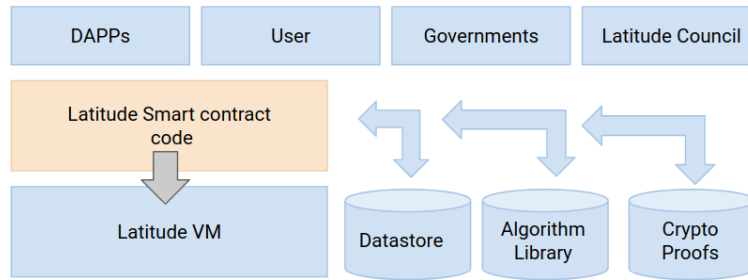 DAPPs
User
Governments
Latitude Council
Latitude Smart contract
code
Latitude VM
Datastore
Algorithm
Library
Crypto
Proofs